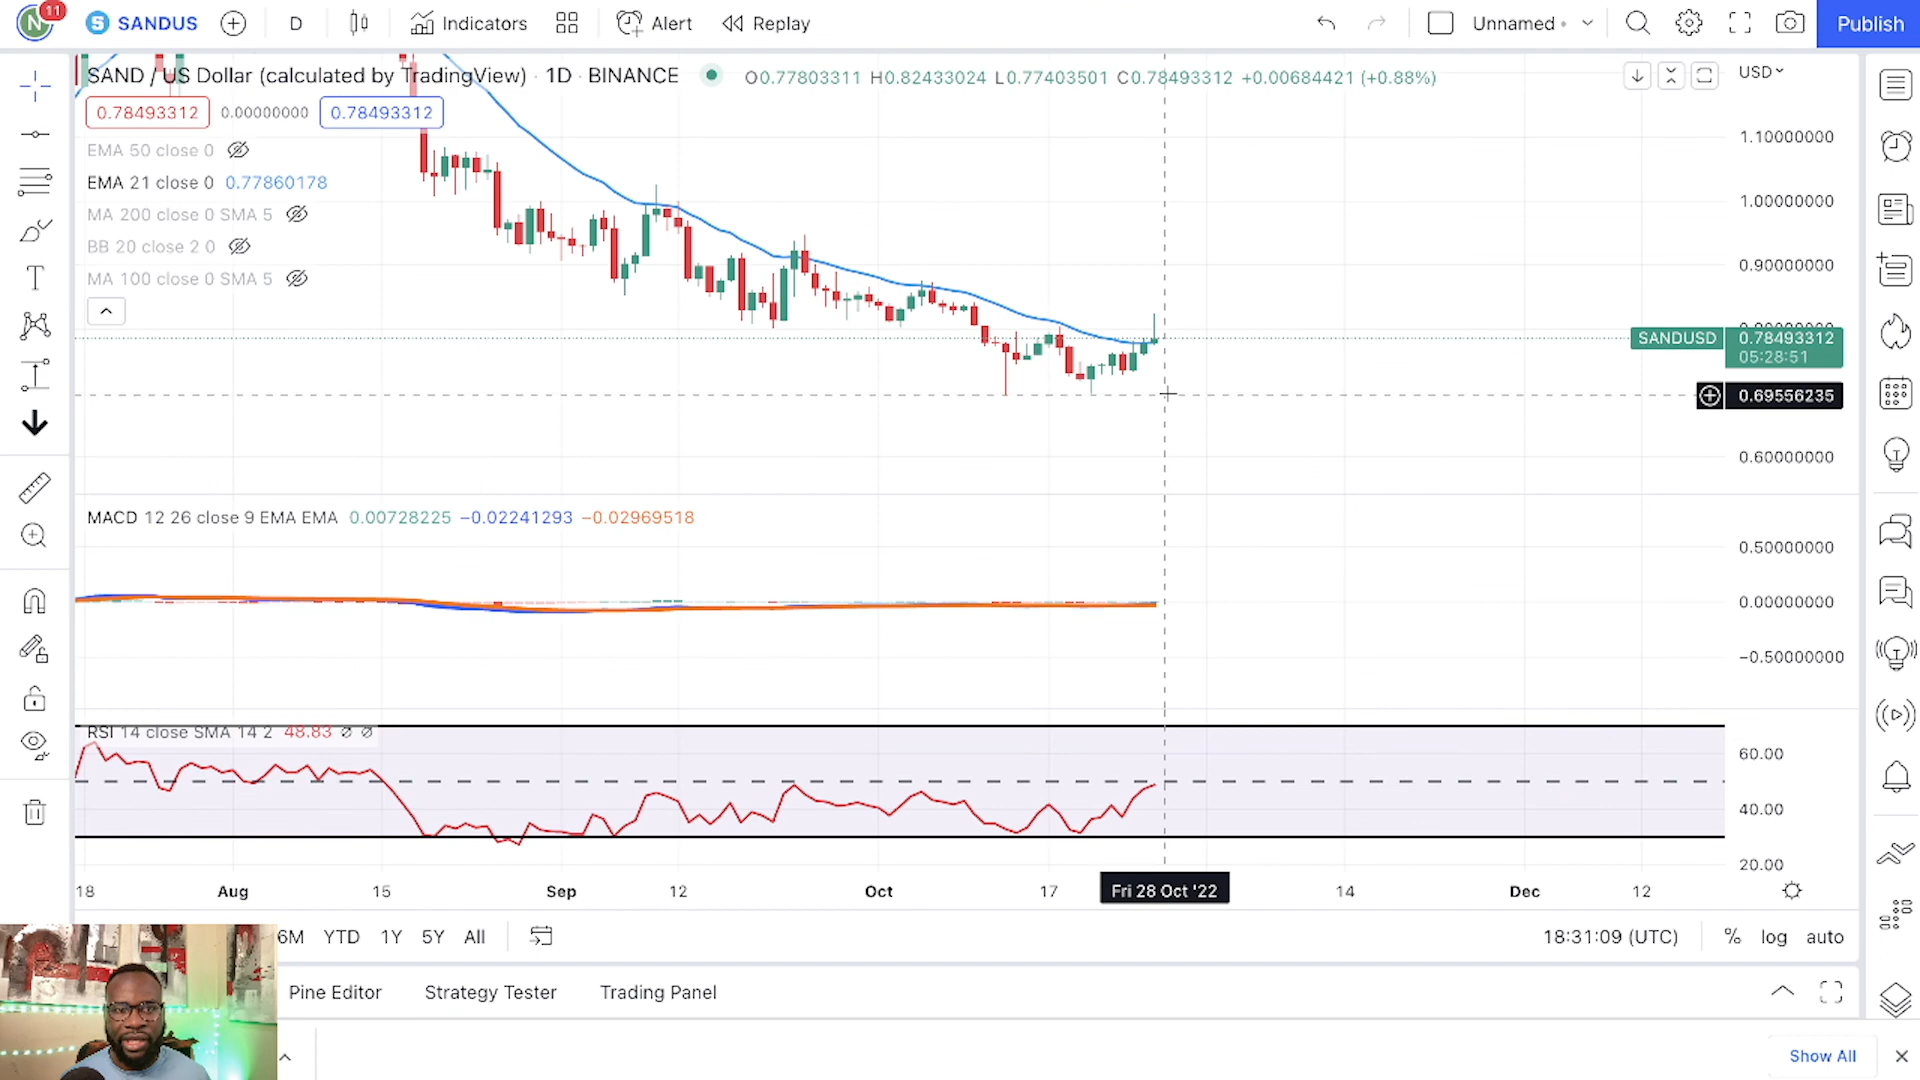 N 11 S SANDUS D Indicators Alert Replay Unnamed Publish
SAND / US Dollar (calculated by TradingView) · 1D · BINANCE O0.77803311 H0.82433024 L0.77403501 C0.78493312 +0.00684421 (+0.88%) USD
0.78493312 0.00000000 0.78493312
1.10000000
EMA 50 close 0
EMA 21 close 0 0.77860178
1.00000000
MA 200 close 0 SMA 5
BB 20 close 2 0
0.90000000
MA 100 close 0 SMA 5
SANDUSD 0.78493312
05:28:51
0.69556235
0.60000000
MACD 12 26 close 9 EMA EMA 0.00728225 −0.02241293 −0.02969518
0.50000000
0.00000000
−0.50000000
RSI 14 close SMA 14 2 48.83 ∅ ∅
60.00
40.00
20.00
18 Aug 15 Sep 12 Oct 17 Fri 28 Oct '22 14 Dec 12
6M YTD 1Y 5Y All 18:31:09 (UTC) % log auto
Pine Editor Strategy Tester Trading Panel
Show All